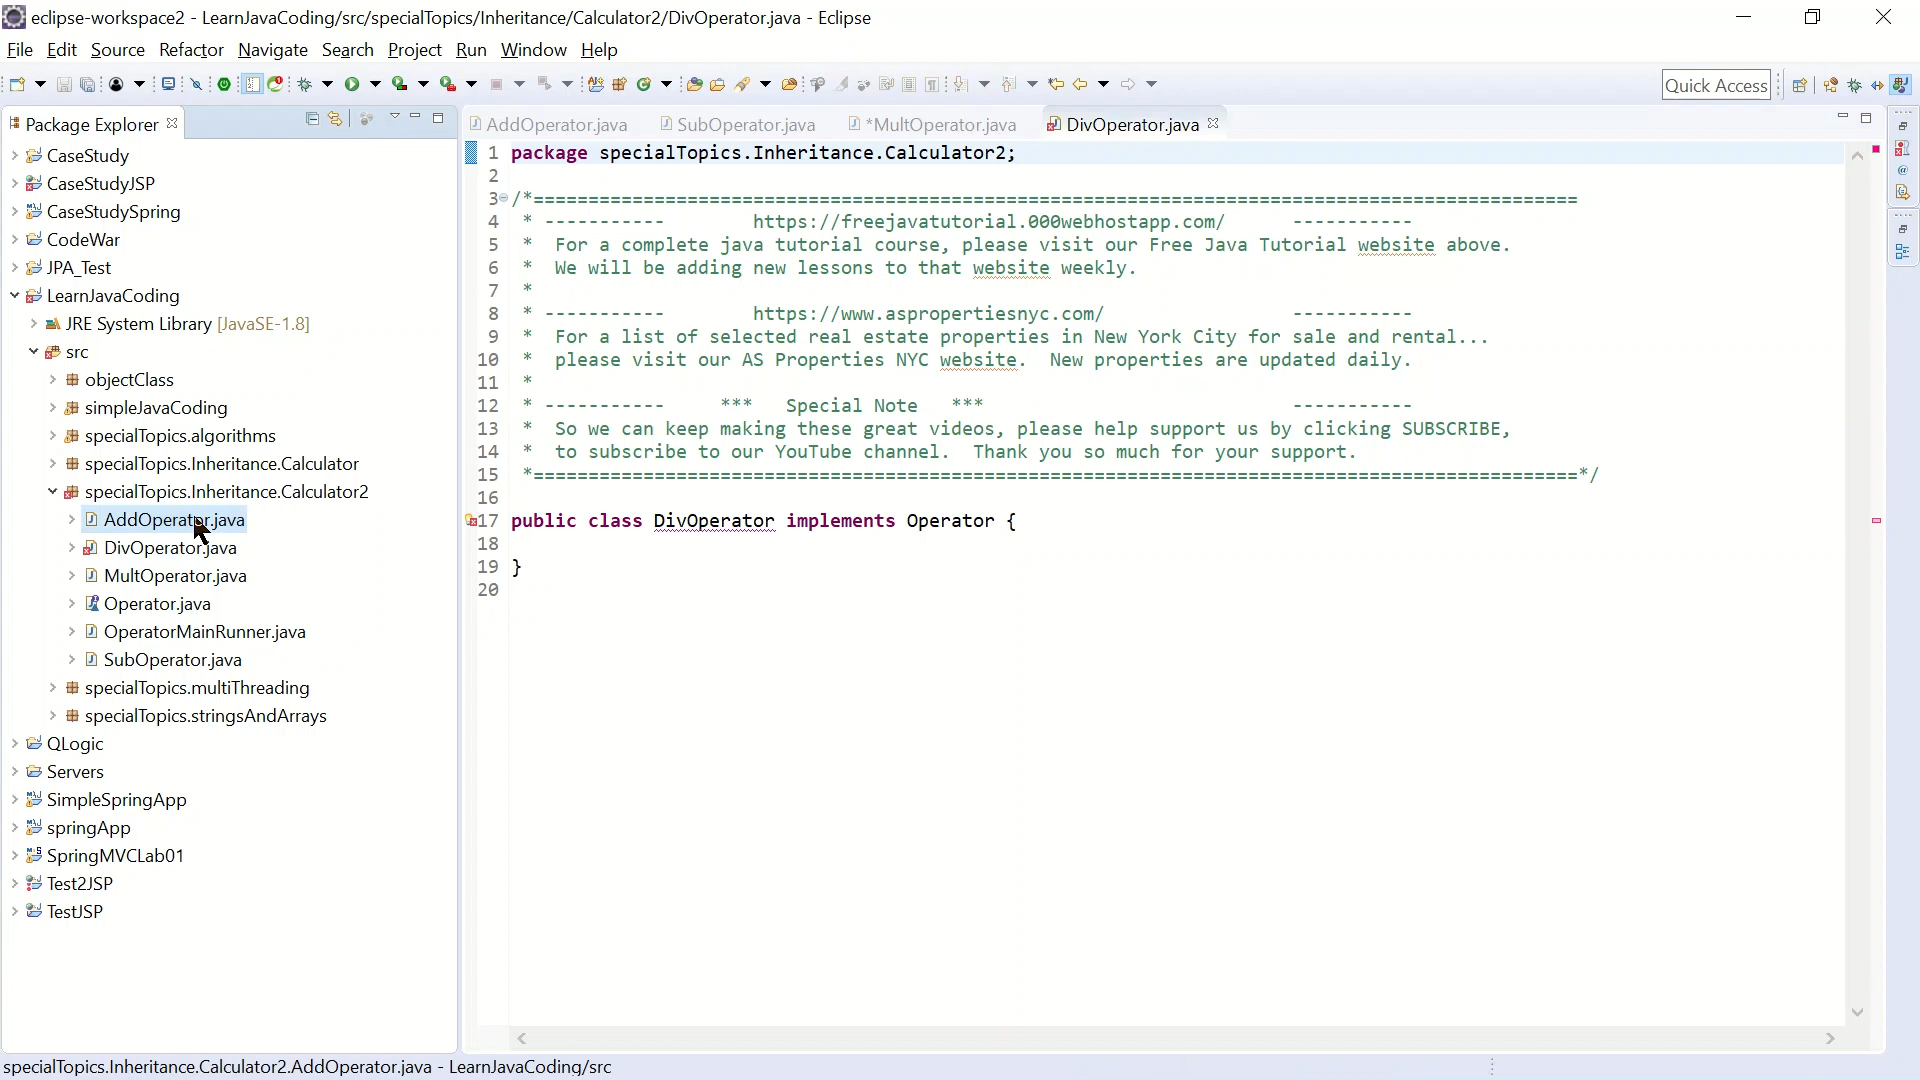 eclipse-workspace2 - LearnJavaCoding/src/specialTopics/Inheritance/Calculator2/DivOperator.java - Eclipse
File Edit Source Refactor Navigate Search Project Run Window Help
Quick Access
Package Explorer
CaseStudy
CaseStudyJSP
CaseStudySpring
CodeWar
JPA_Test
LearnJavaCoding
JRE System Library [JavaSE-1.8]
src
objectClass
simpleJavaCoding
specialTopics.algorithms
specialTopics.Inheritance.Calculator
specialTopics.Inheritance.Calculator2
AddOperator.java
DivOperator.java
MultOperator.java
Operator.java
OperatorMainRunner.java
SubOperator.java
specialTopics.multiThreading
specialTopics.stringsAndArrays
QLogic
Servers
SimpleSpringApp
springApp
SpringMVCLab01
Test2JSP
TestJSP
AddOperator.java SubOperator.java *MultOperator.java DivOperator.java
1 package specialTopics.Inheritance.Calculator2;
2
3 /*===============================================================================================
4 * ----------- https://freejavatutorial.000webhostapp.com/ -----------
5 * For a complete java tutorial course, please visit our Free Java Tutorial website above.
6 * We will be adding new lessons to that website weekly.
7 *
8 * ----------- https://www.aspropertiesnyc.com/ -----------
9 * For a list of selected real estate properties in New York City for sale and rental...
10 * please visit our AS Properties NYC website. New properties are updated daily.
11 *
12 * ----------- *** Special Note *** -----------
13 * So we can keep making these great videos, please help support us by clicking SUBSCRIBE,
14 * to subscribe to our YouTube channel. Thank you so much for your support.
15 *===============================================================================================*/
16
17 public class DivOperator implements Operator {
18
19 }
20
specialTopics.Inheritance.Calculator2.AddOperator.java - LearnJavaCoding/src